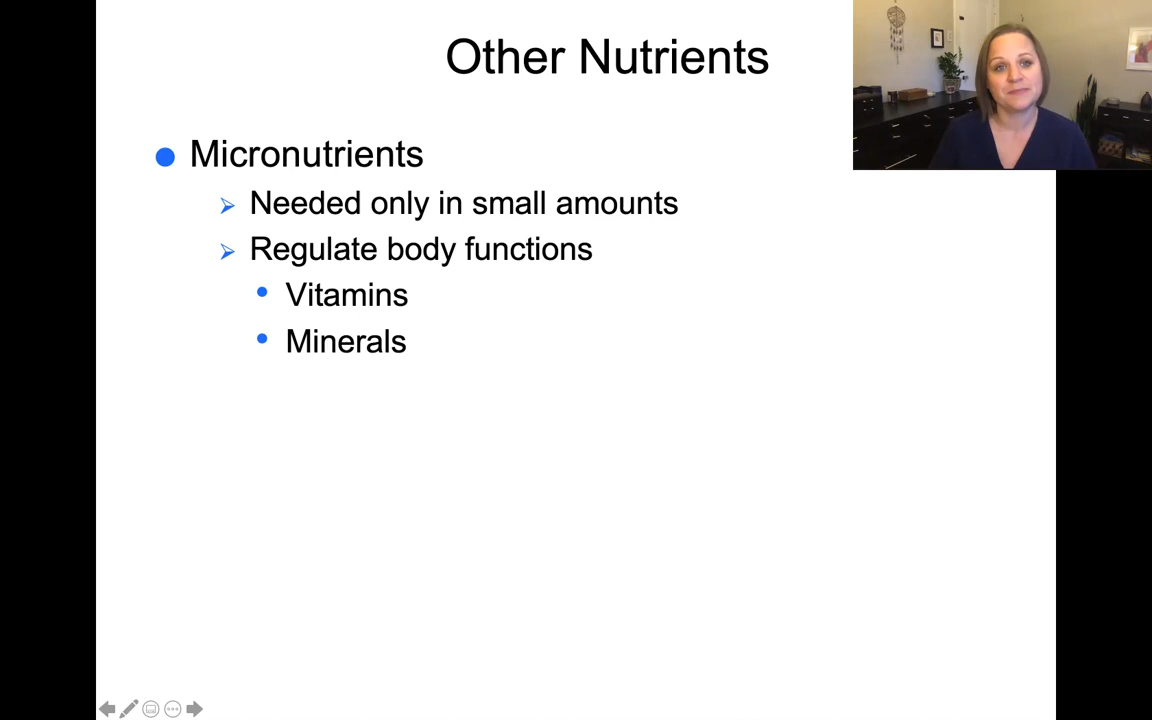 Other Nutrients
Micronutrients
Needed only in small amounts
Regulate body functions
Vitamins
Minerals